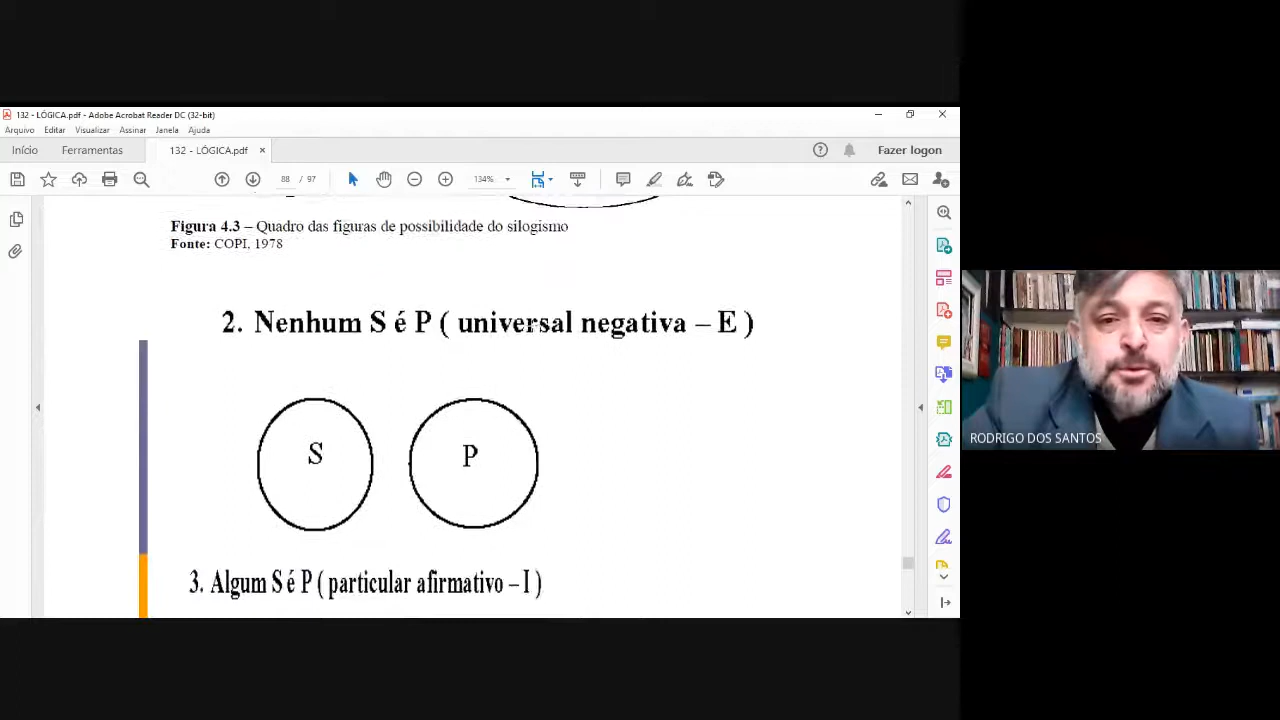 132 - LÓGICA.pdf - Adobe Acrobat Reader DC (32-bit)
Arquivo Editar Visualizar Assinar Janela Ajuda
Início Ferramentas 132 - LÓGICA.pdf × Fazer logon
88 / 97 134%
Figura 4.3 – Quadro das figuras de possibilidade do silogismo
Fonte: COPI, 1978
2. Nenhum S é P ( universal negativa – E )
S P
3. Algum S é P ( particular afirmativo – I )
RODRIGO DOS SANTOS